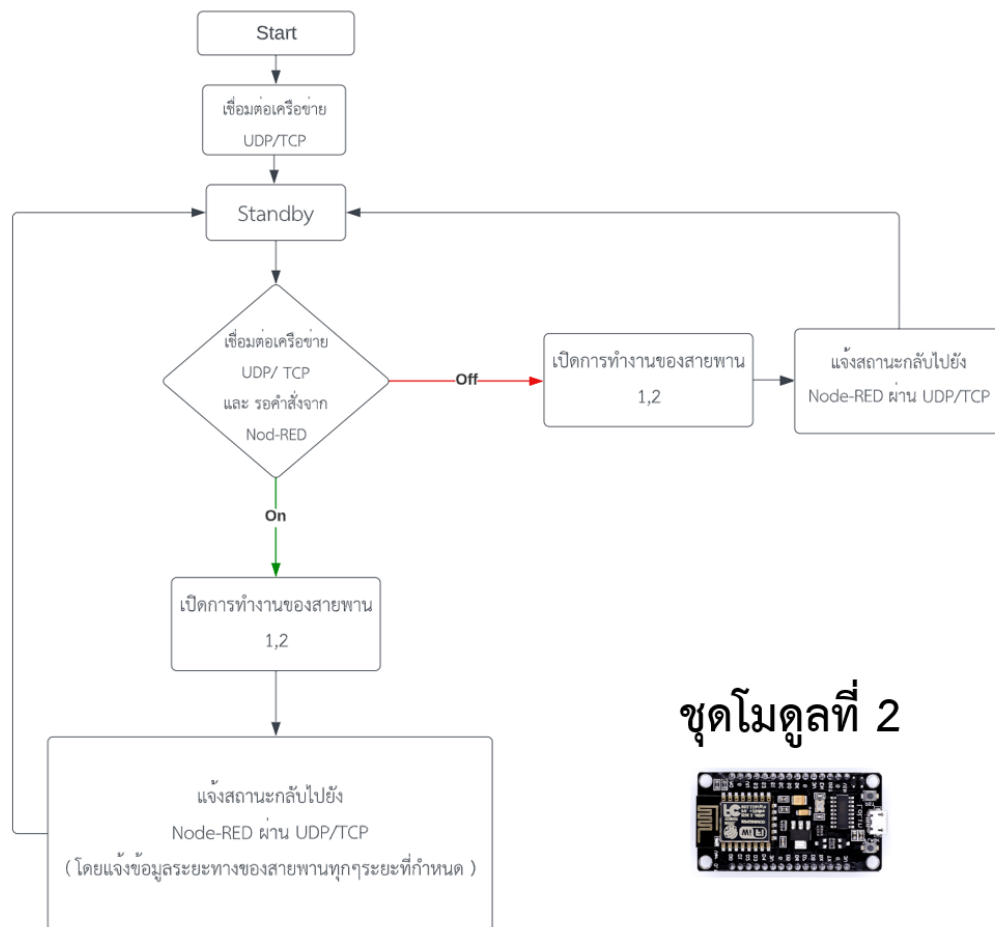 Start
เชื่อมต่อเครือข่าย
UDP/TCP
Standby
เชื่อมต่อเครือข่าย
UDP/ TCP
และ รอคำสั่งจาก
Nod-RED
Off
เปิดการทำงานของสายพาน
1,2
แจ้งสถานะกลับไปยัง
Node-RED ผ่าน UDP/TCP
On
เปิดการทำงานของสายพาน
1,2
แจ้งสถานะกลับไปยัง
Node-RED ผ่าน UDP/TCP
( โดยแจ้งข้อมูลระยะทางของสายพานทุกๆระยะที่กำหนด )
ชุดโมดูลที่ 2